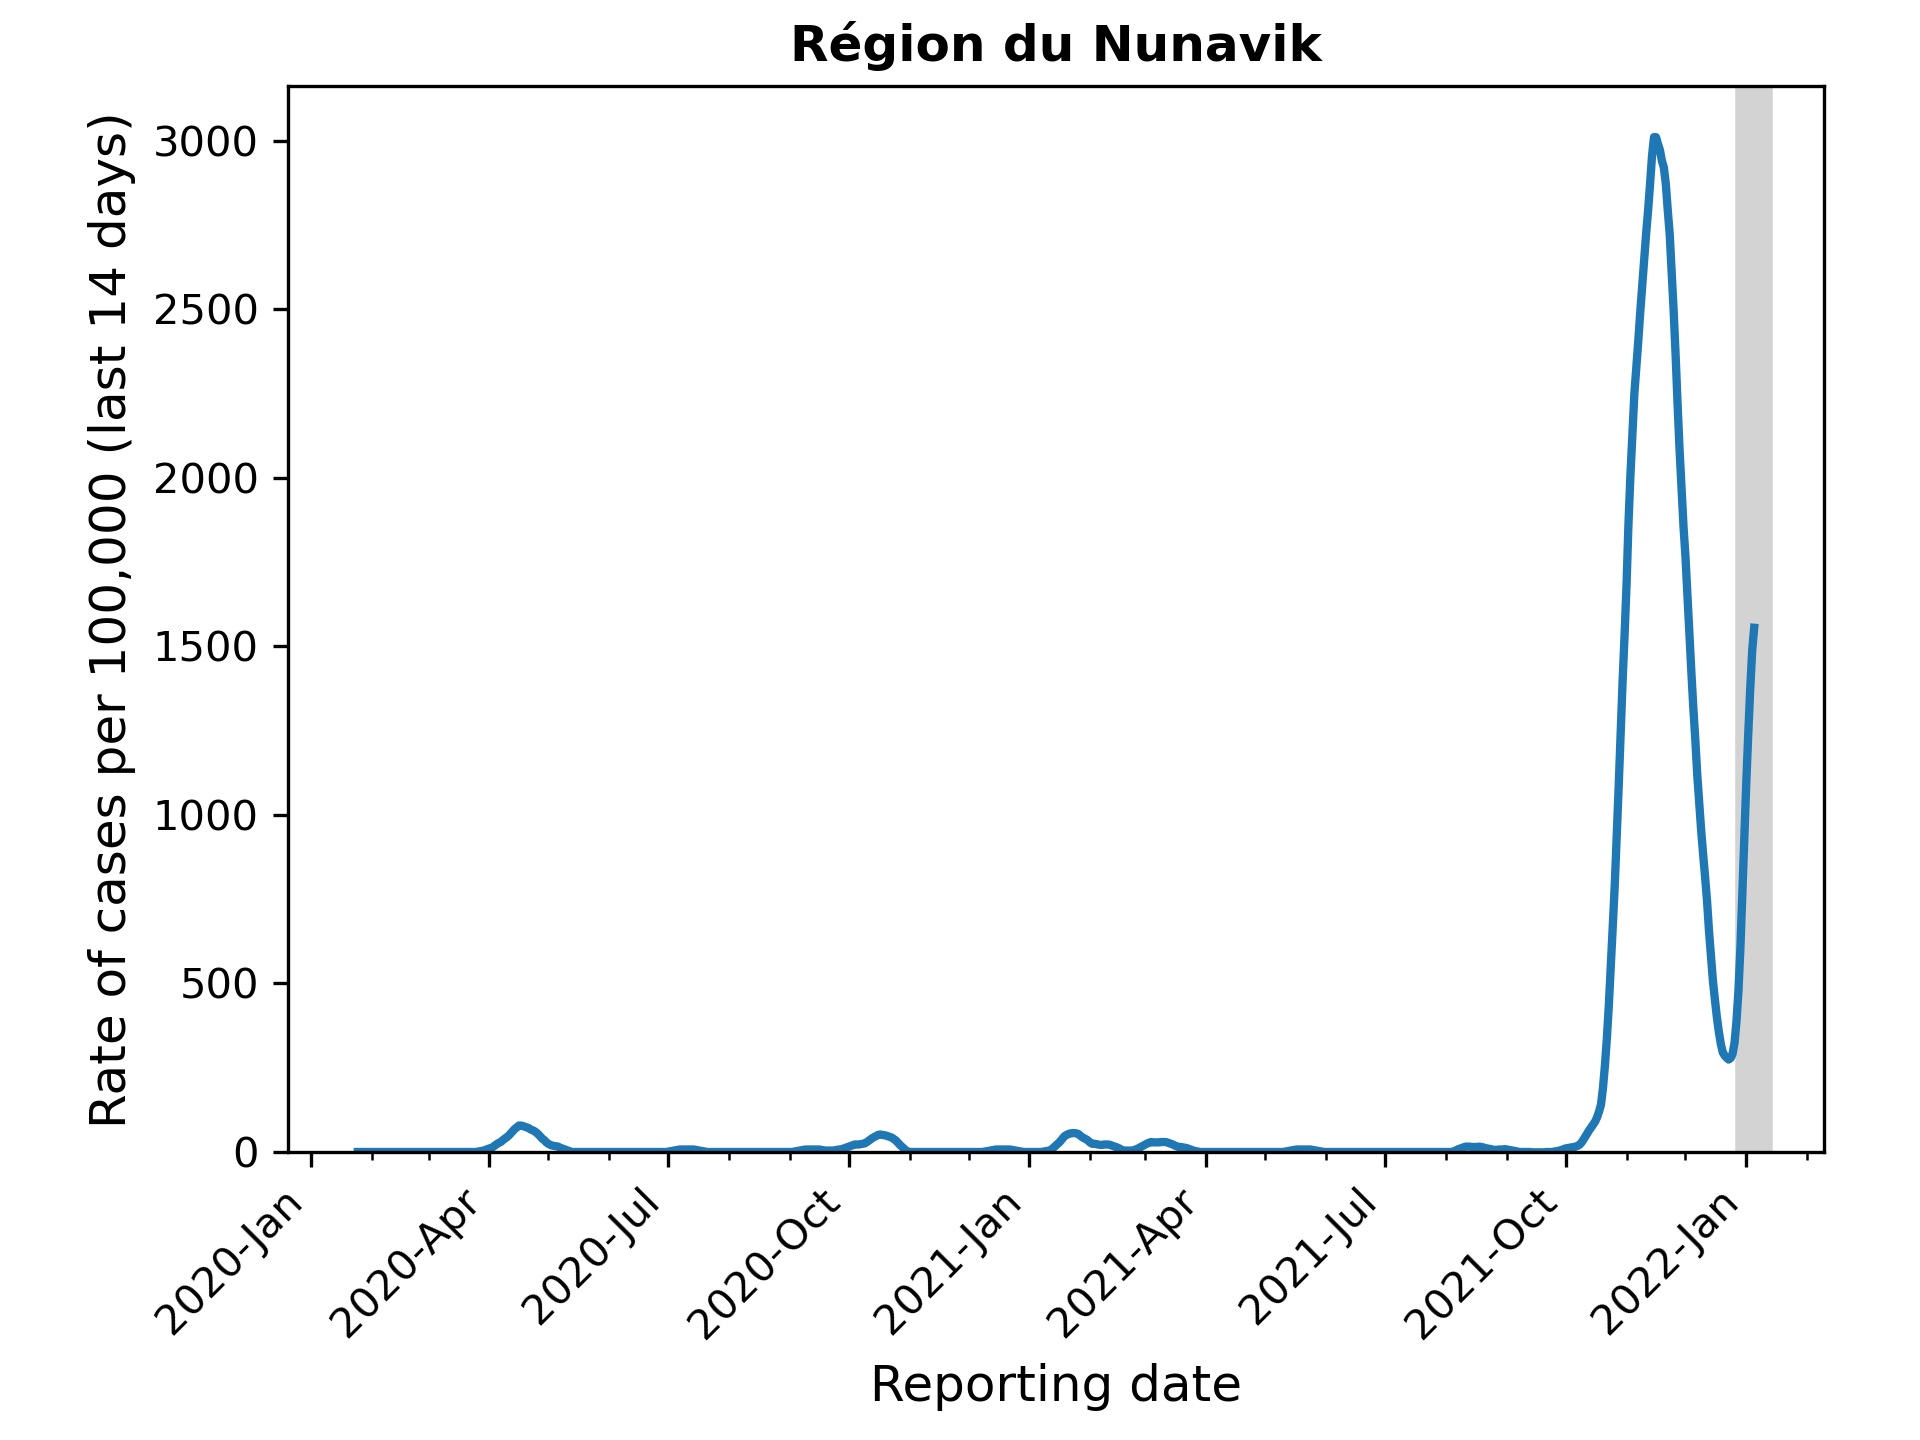 Région du Nunavik
Rate of cases per 100,000 (last 14 days)
3000
2500
2000
1500
1000
500
0
2020-Jan
2020-Apr
2020-Jul
2020-Oct
2021-Jan
2021-Apr
2021-Jul
2021-Oct
2022-Jan
Reporting date